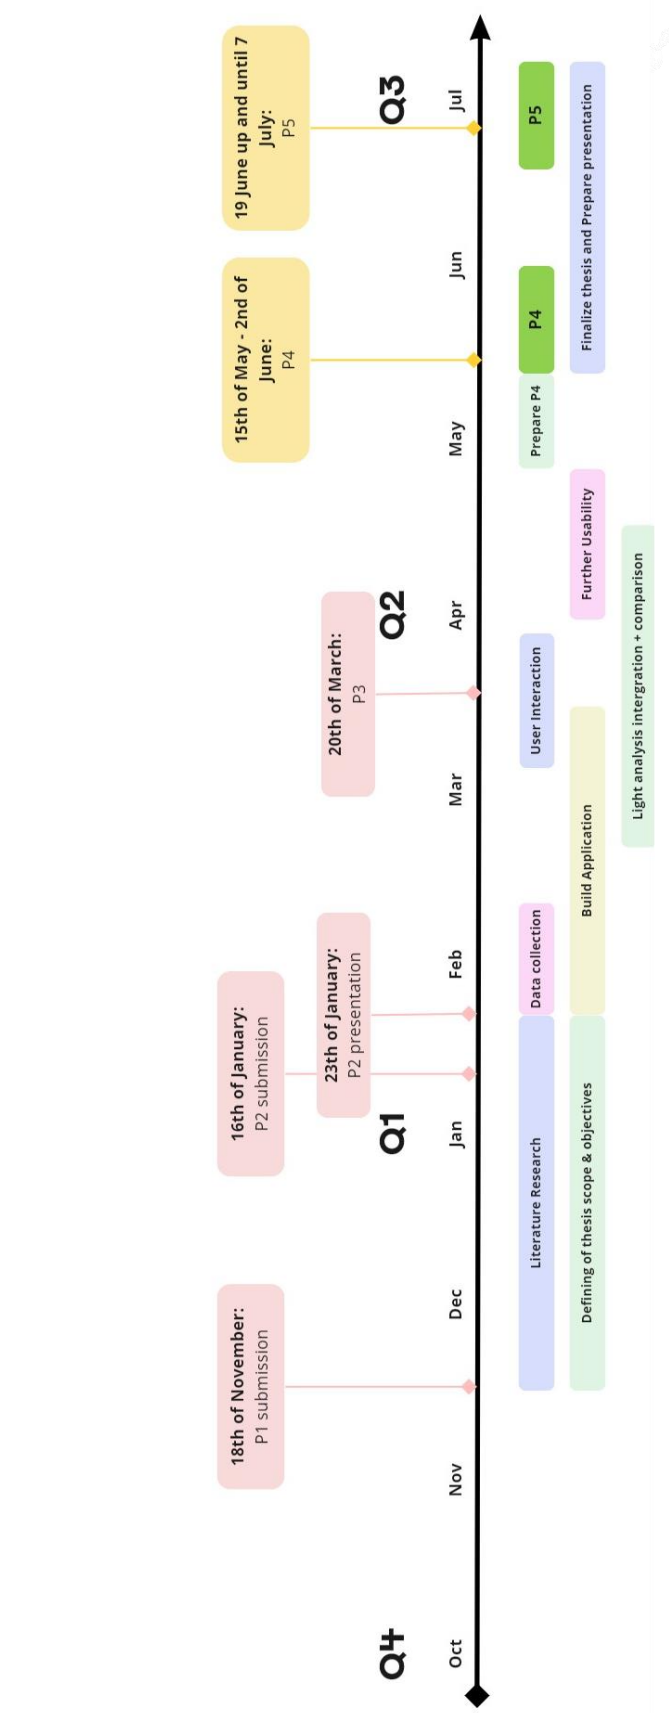 18th of November:
P1 submission
16th of January:
P2 submission
23th of January:
P2 presentation
20th of March:
P3
15th of May - 2nd of
June:
P4
19 June up and until 7
July:
P5
Q4
Q1
Q2
Q3
Oct
Nov
Dec
Jan
Feb
Mar
Apr
May
Jun
Jul
Literature Research
Data collection
User Interaction
Prepare P4
P4
P5
Defining of thesis scope & objectives
Build Application
Further Usability
Finalize thesis and Prepare presentation
Light analysis intergration + comparison